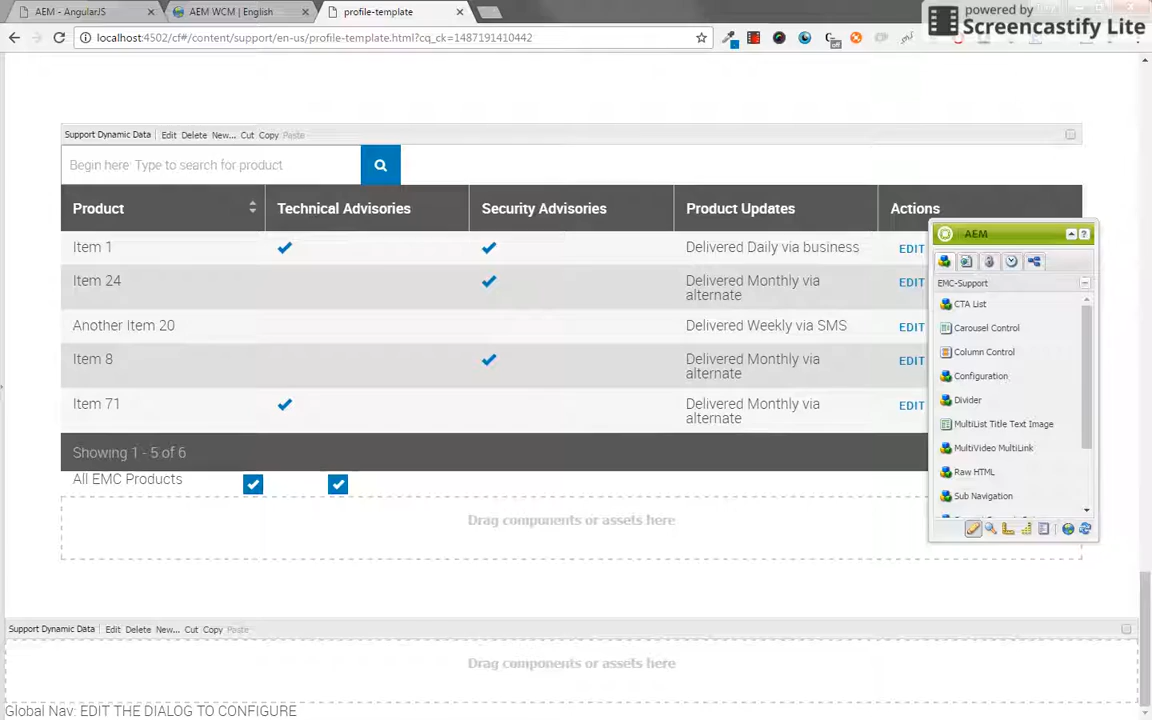 AEM - AngularJS
AEM WCM | English
profile-template
powered by
Screencastify Lite
localhost:4502/cf#/content/support/en-us/profile-template.html?cq_ck=1487191410442
off
Support Dynamic Data Edit Delete New... Cut Copy Paste
Begin here: Type to search for product
Product Technical Advisories Security Advisories Product Updates Actions
Item 1 Delivered Daily via business EDIT
Item 24 Delivered Monthly via
alternate EDIT
Another Item 20 Delivered Weekly via SMS EDIT
Item 8 Delivered Monthly via
alternate EDIT
Item 71 Delivered Monthly via
alternate EDIT
Showing 1 - 5 of 6
All EMC Products
Drag components or assets here
AEM
EMC-Support
CTA List
Carousel Control
Column Control
Configuration
Divider
MultiList Title Text Image
MultiVideo MultiLink
Raw HTML
Sub Navigation
Support Dynamic Data Edit Delete New... Cut Copy Paste
Drag components or assets here
Global Nav: EDIT THE DIALOG TO CONFIGURE